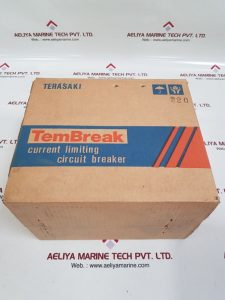 AELIYA MARINE TECH PVT. LTD.
Web : www.aeliyamarine.com
TERASAKI
TemBreak
current limiting
circuit breaker
AELIYA MARINE TECH PVT. LTD.
Web : www.aeliyamarine.com